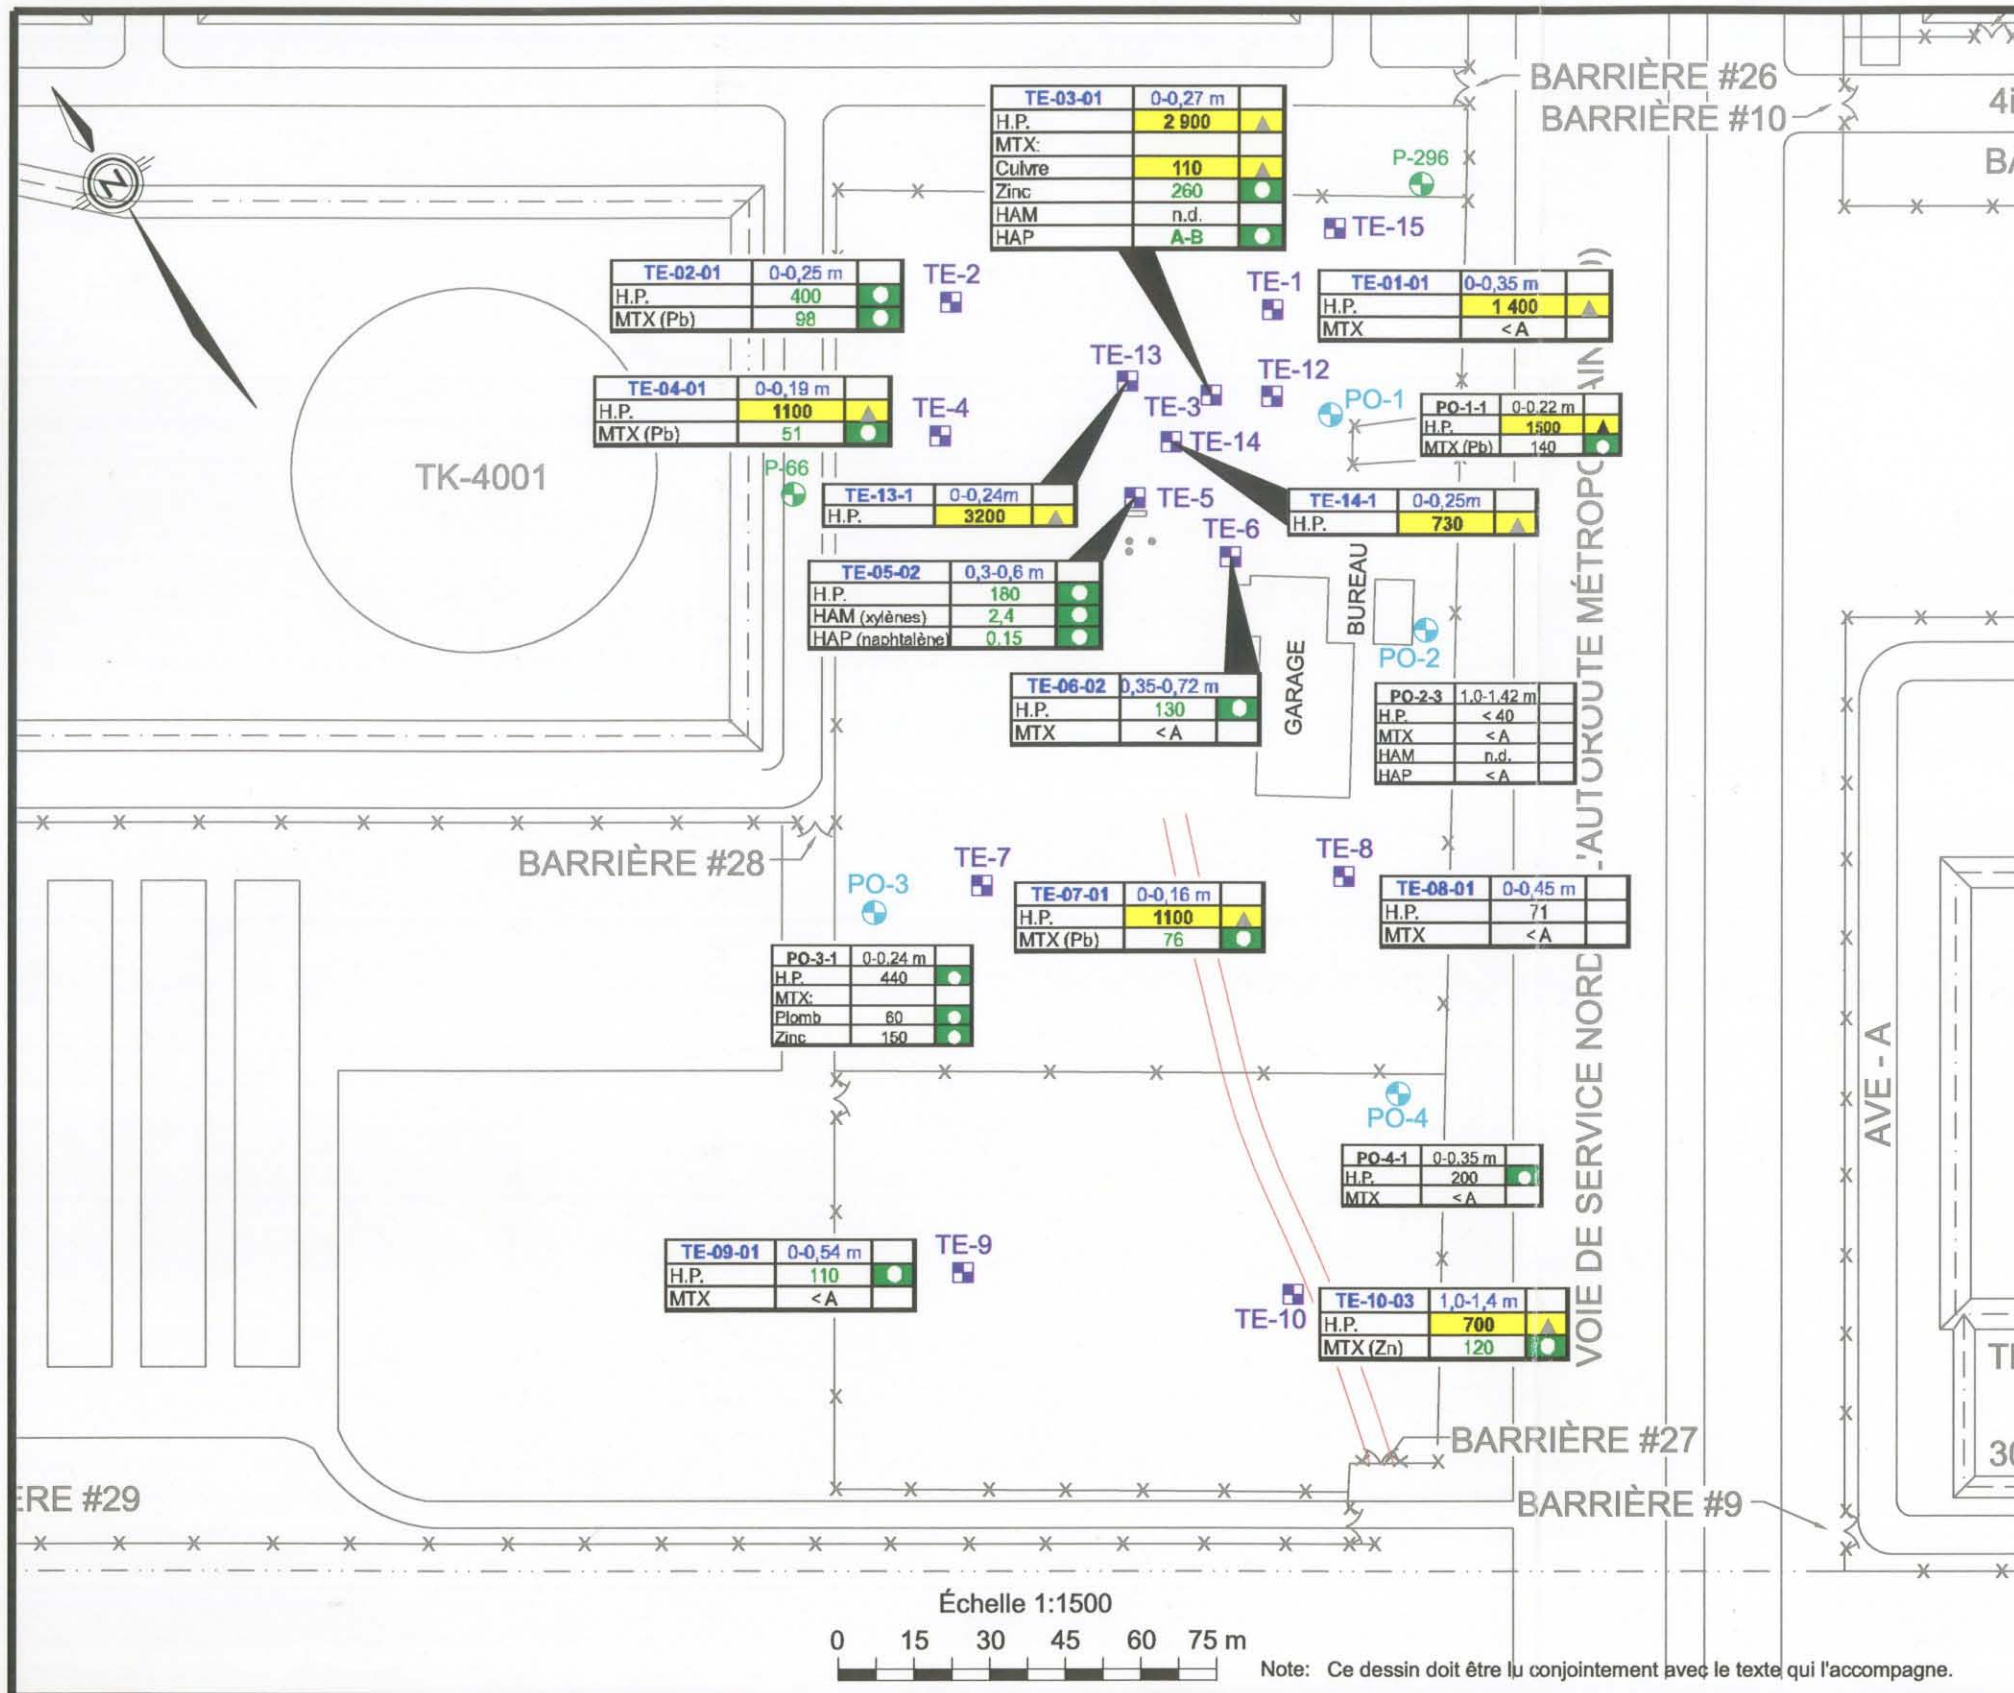 BARRIÈRE #26
BARRIÈRE #10
N
TE-03-01 0-0,27 m
H.P. 2 900
MTX:
Cuivre 110
Zinc 260
HAM n.d.
HAP A-B
P-296
TE-15
TE-02-01 0-0,25 m
H.P. 400
MTX (Pb) 98
TE-2
TE-1
TE-01-01 0-0,35 m
H.P. 1 400
MTX < A
TE-13
TE-12
TE-3
PO-1
TE-04-01 0-0,19 m
H.P. 1100
MTX (Pb) 51
TE-4
TE-14
PO-1-1 0-0.22 m
H.P. 1500
MTX (Pb) 140
TK-4001
P-66
TE-13-1 0-0,24m
H.P. 3200
TE-5
TE-14-1 0-0,25m
H.P. 730
TE-6
TE-05-02 0,3-0,6 m
H.P. 180
HAM (xylènes) 2,4
HAP (naphtalène) 0.15
BUREAU
GARAGE
PO-2
TE-06-02 0,35-0,72 m
H.P. 130
MTX < A
PO-2-3 1.0-1.42 m
H.P. < 40
MTX < A
HAM n.d.
HAP < A
VOIE DE SERVICE NORD L'AUTOROUTE
BARRIÈRE #28
TE-7
TE-8
PO-3
TE-07-01 0-0,16 m
H.P. 1100
MTX (Pb) 76
TE-08-01 0-0,45 m
H.P. 71
MTX < A
PO-3-1 0-0.24 m
H.P. 440
MTX:
Plomb 60
Zinc 150
AVE - A
PO-4
PO-4-1 0-0.35 m
H.P. 200
MTX < A
TE-09-01 0-0,54 m
H.P. 110
MTX < A
TE-9
TE-10
TE-10-03 1,0-1,4 m
H.P. 700
MTX (Zn) 120
BARRIÈRE #27
BARRIÈRE #9
#29
Échelle 1:1500
0 15 30 45 60 75 m
Note: Ce dessin doit être lu conjointement avec le texte qui l'accompagne.